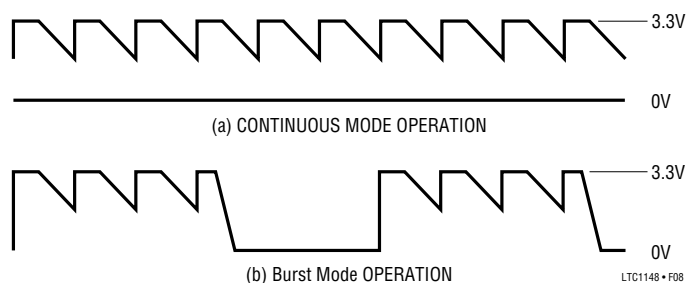 3.3V
0V
(a) CONTINUOUS MODE OPERATION
3.3V
0V
(b) Burst Mode OPERATION
LTC1148 • F08